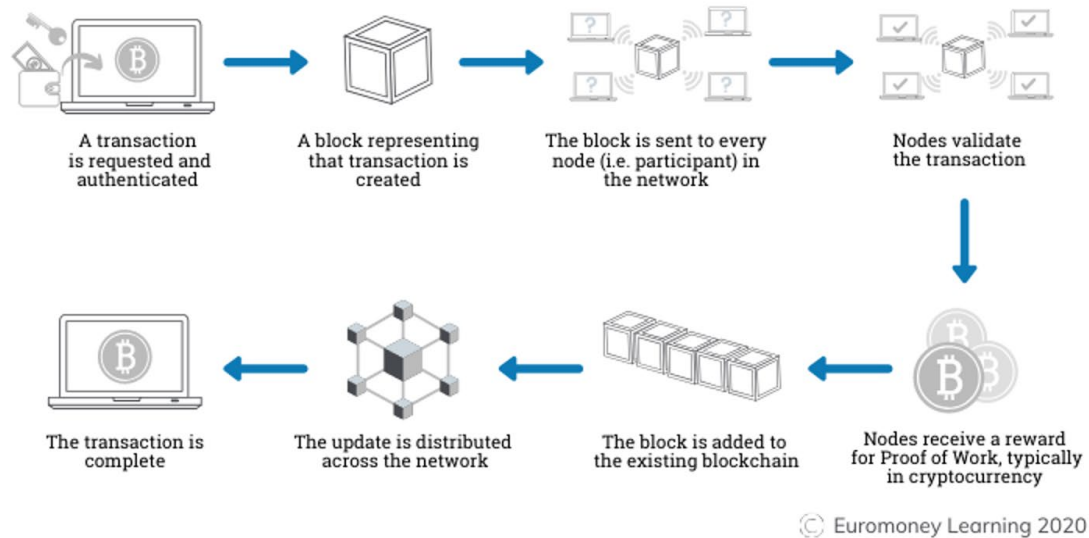 A transaction
is requested and
authenticated
A block representing
that transaction is
created
The block is sent to every
node (i.e. participant) in
the network
Nodes validate
the transaction
The transaction is
complete
The update is distributed
across the network
The block is added to
the existing blockchain
Nodes receive a reward
for Proof of Work, typically
in cryptocurrency
© Euromoney Learning 2020